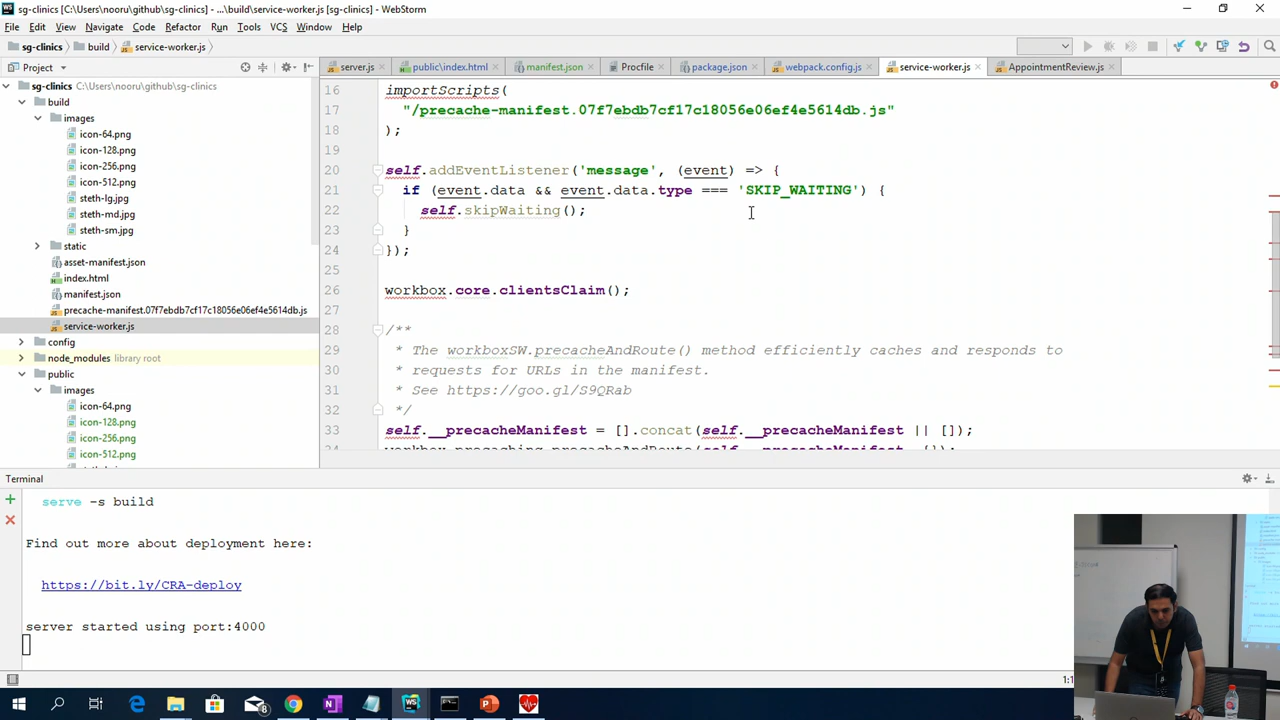 sg-clinics [C:\Users\nooru\github\sg-clinics] - ...\build\service-worker.js [sg-clinics] - WebStorm
File Edit View Navigate Code Refactor Run Tools VCS Window Help
sg-clinics build service-worker.js
Project
server.js public\index.html manifest.json Procfile package.json webpack.config.js service-worker.js AppointmentReview.js
sg-clinics C:\Users\nooru\github\sg-clinics
build
images
icon-64.png
icon-128.png
icon-256.png
icon-512.png
steth-lg.jpg
steth-md.jpg
steth-sm.jpg
static
asset-manifest.json
index.html
manifest.json
precache-manifest.07f7ebdb7cf17c18056e06ef4e5614db.js
service-worker.js
config
node_modules library root
public
images
icon-64.png
icon-128.png
icon-256.png
icon-512.png
16 importScripts(
17 "/precache-manifest.07f7ebdb7cf17c18056e06ef4e5614db.js"
18 );
19
20 self.addEventListener('message', (event) => {
21 if (event.data && event.data.type === 'SKIP_WAITING') {
22 self.skipWaiting();
23 }
24 });
25
26 workbox.core.clientsClaim();
27
28 /**
29 * The workboxSW.precacheAndRoute() method efficiently caches and responds to
30 * requests for URLs in the manifest.
31 * See https://goo.gl/S9QRab
32 */
33 self.__precacheManifest = [].concat(self.__precacheManifest || []);
Terminal
serve -s build
Find out more about deployment here:
https://bit.ly/CRA-deploy
server started using port:4000
1:1